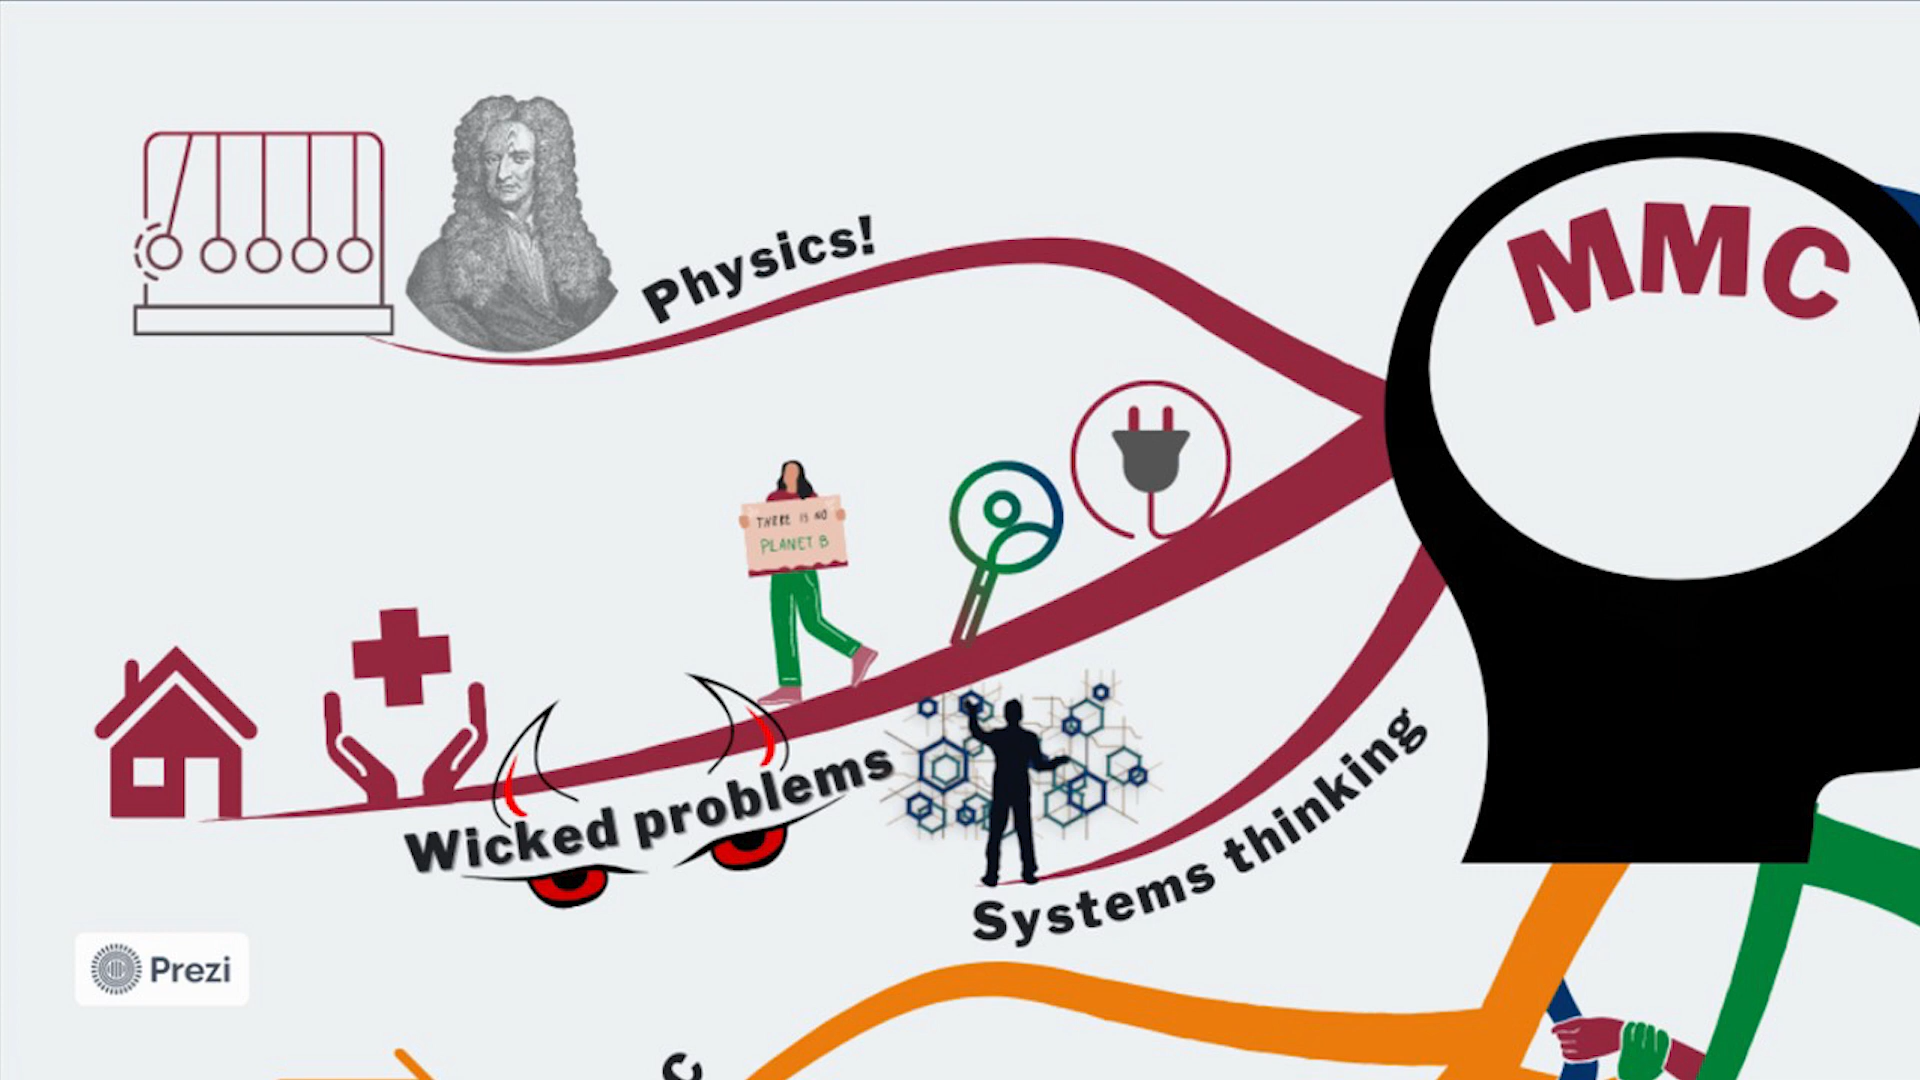 Physics!
MMC
THERE IS NO
PLANET B
Wicked problems
Systems thinking
Prezi
c